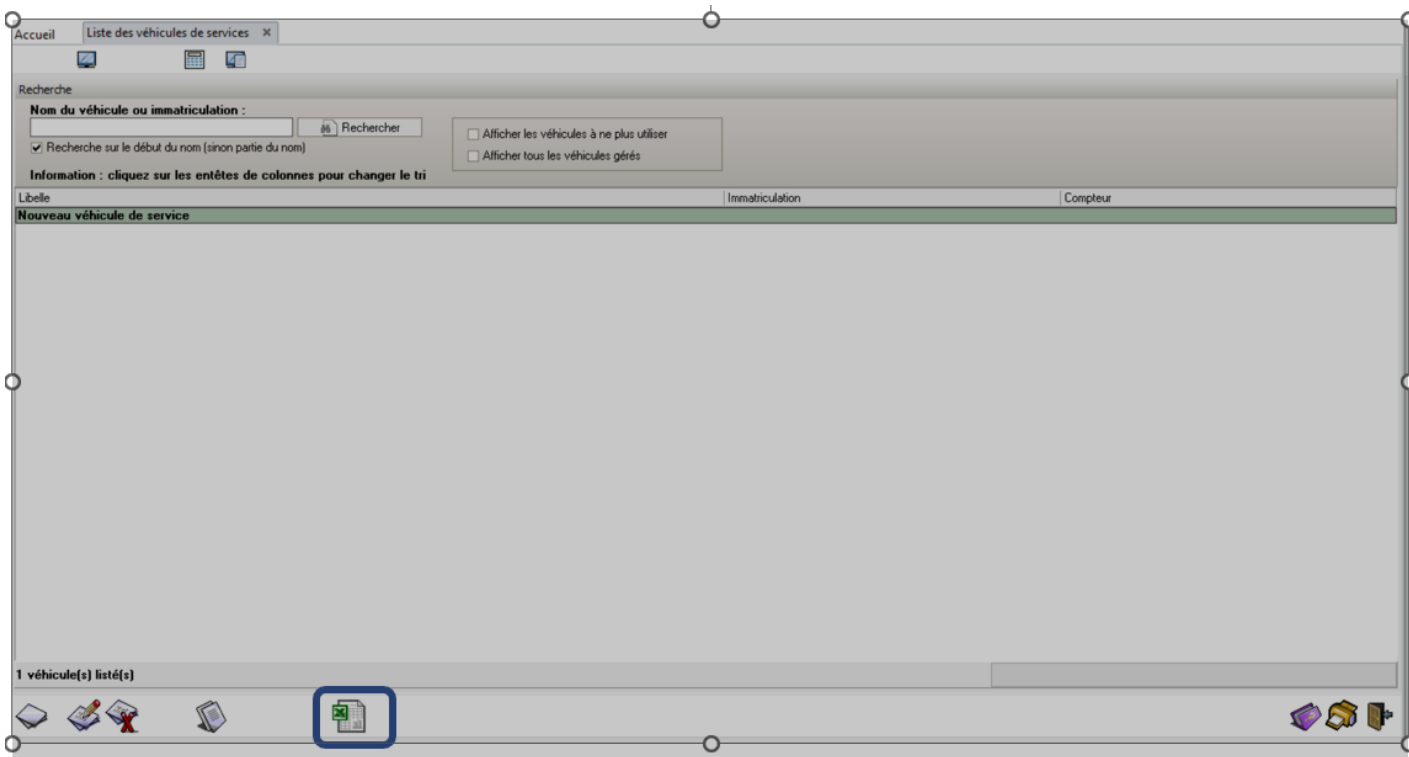 Accueil
Liste des véhicules de services ×
Recherche
Nom du véhicule ou immatriculation :
Rechercher
Recherche sur le début du nom (sinon partie du nom)
Afficher les véhicules à ne plus utiliser
Afficher tous les véhicules gérés
Information : cliquez sur les entêtes de colonnes pour changer le tri
Libelle Immatriculation Compteur
Nouveau véhicule de service
1 véhicule(s) listé(s)